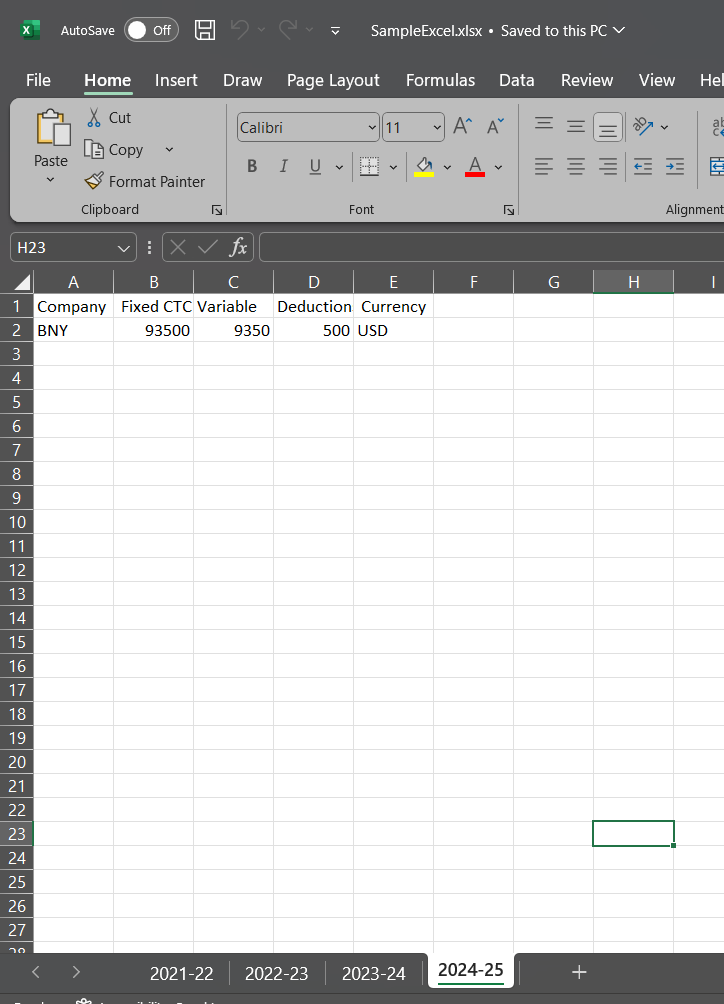 AutoSave Off SampleExcel.xlsx • Saved to this PC
File Home Insert Draw Page Layout Formulas Data Review View Hel
Paste
Cut
Copy
Format Painter
Clipboard
Calibri 11 A A
B I U A
Font
ab
Alignment
H23 fx
A B C D E F G H I
1 Company Fixed CTC Variable Deduction Currency
2 BNY 93500 9350 500 USD
3
4
5
6
7
8
9
10
11
12
13
14
15
16
17
18
19
20
21
22
23
24
25
26
27
28
2021-22 2022-23 2023-24 2024-25